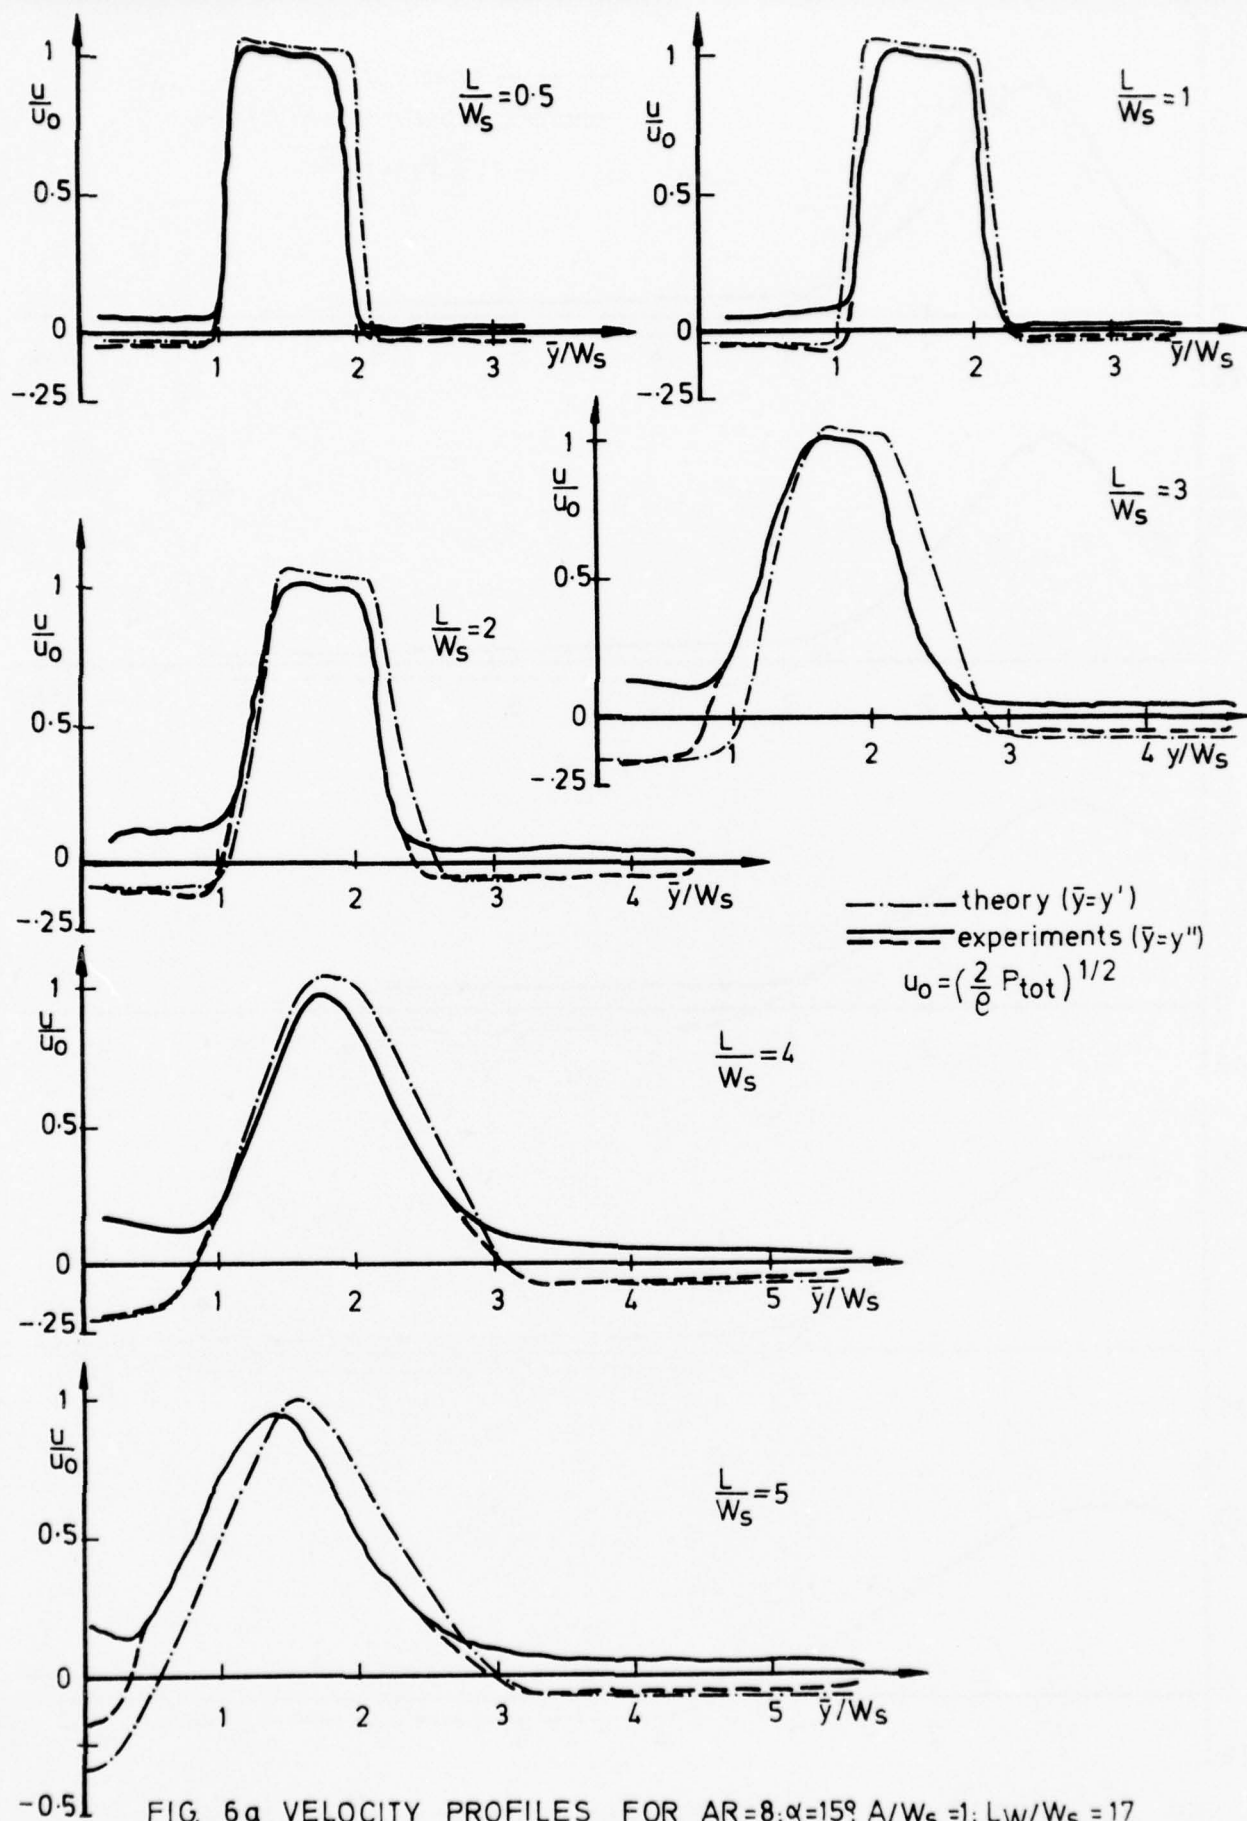 1
u/u₀
L/Wₛ = 0·5
0·5
0
1
2
3
ȳ/Wₛ
-·25
1
u/u₀
L/Wₛ = 1
0·5
0
1
2
3
ȳ/Wₛ
-·25
1
u/u₀
L/Wₛ = 3
0·5
0
1
2
3
4
y/Wₛ
-·25
1
u/u₀
L/Wₛ = 2
0·5
0
1
2
3
4
ȳ/Wₛ
-·25
theory (ȳ=y')
experiments (ȳ=y'')
u₀=(2/ρ Ptot)1/2
1
u/u₀
L/Wₛ = 4
0·5
0
1
2
3
4
5
ȳ/Wₛ
-·25
1
u/u₀
L/Wₛ = 5
0·5
0
1
2
3
4
5
ȳ/Wₛ
-0·5
FIG. 6a VELOCITY PROFILES FOR AR=8; α=15º; A/Wₛ=1; L_W/Wₛ = 17